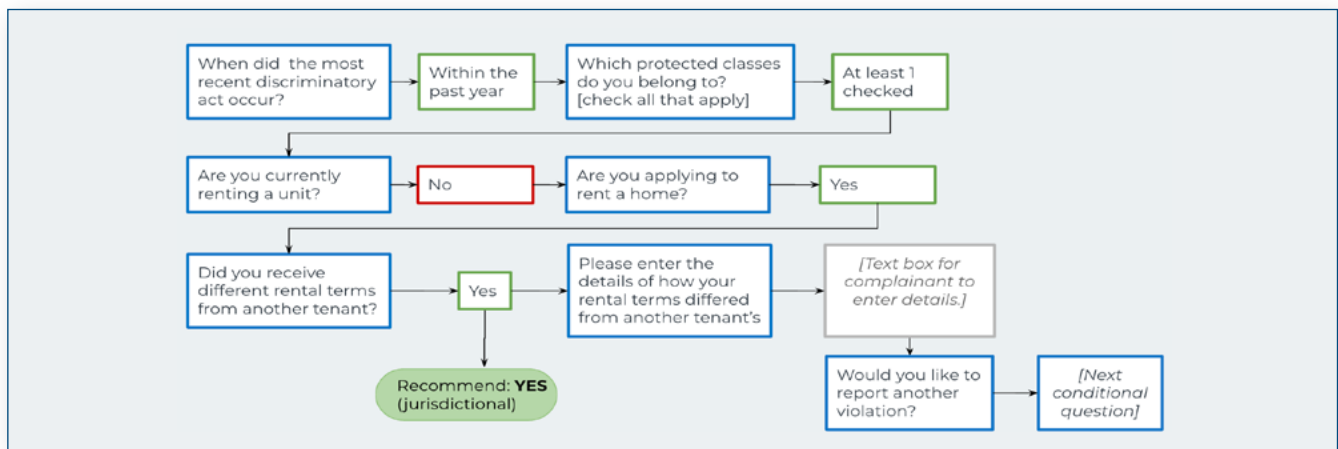 When did the most
recent discriminatory
act occur?
Within the
past year
Which protected classes
do you belong to?
[check all that apply]
At least 1
checked
Are you currently
renting a unit?
No
Are you applying to
rent a home?
Yes
Did you receive
different rental terms
from another tenant?
Yes
Please enter the
details of how your
rental terms differed
from another tenant's
[Text box for
complainant to
enter details.]
Recommend: YES
(jurisdictional)
Would you like to
report another
violation?
[Next
conditional
question]